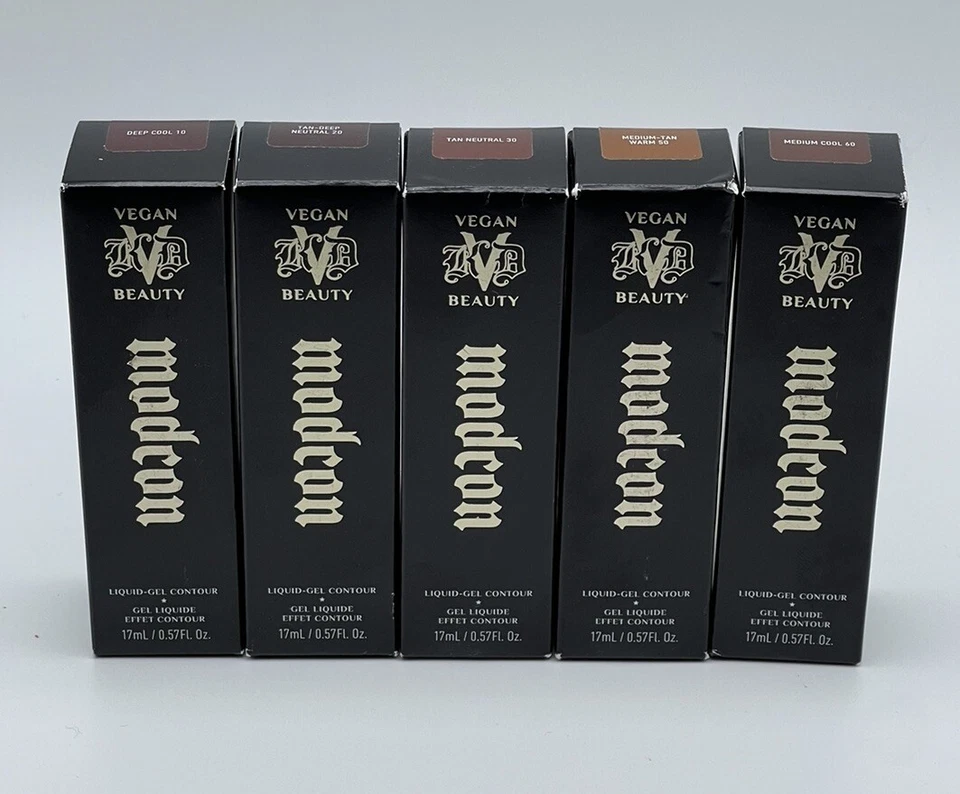 DEEP COOL 10
VEGAN
KVD
BEAUTY
modcon
LIQUID-GEL CONTOUR
GEL LIQUIDE
EFFET CONTOUR
17mL / 0.57Fl. Oz.
TAN-DEEP
NEUTRAL 20
VEGAN
KVD
BEAUTY
modcon
LIQUID-GEL CONTOUR
GEL LIQUIDE
EFFET CONTOUR
17mL / 0.57Fl. Oz.
TAN NEUTRAL 30
VEGAN
KVD
BEAUTY
modcon
LIQUID-GEL CONTOUR
GEL LIQUIDE
EFFET CONTOUR
17mL / 0.57Fl. Oz.
MEDIUM-TAN
WARM 50
VEGAN
KVD
BEAUTY
modcon
LIQUID-GEL CONTOUR
GEL LIQUIDE
EFFET CONTOUR
17mL / 0.57Fl. Oz.
MEDIUM COOL 60
VEGAN
KVD
BEAUTY
modcon
LIQUID-GEL CONTOUR
GEL LIQUIDE
EFFET CONTOUR
17mL / 0.57Fl. Oz.